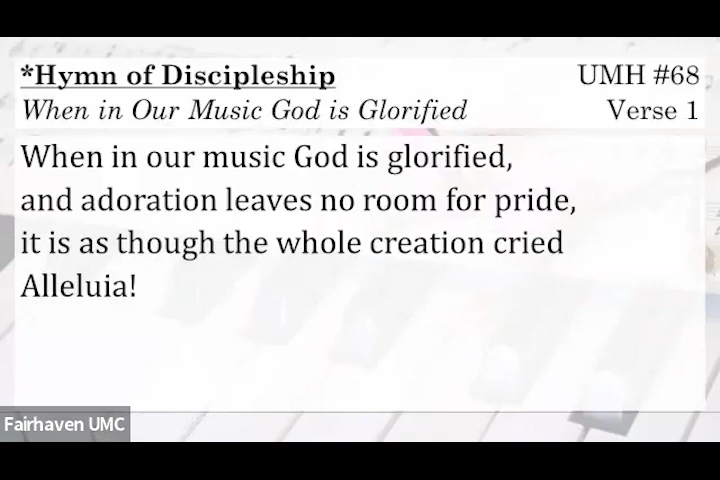 *Hymn of Discipleship UMH #68
When in Our Music God is Glorified Verse 1
When in our music God is glorified,
and adoration leaves no room for pride,
it is as though the whole creation cried
Alleluia!
Fairhaven UMC